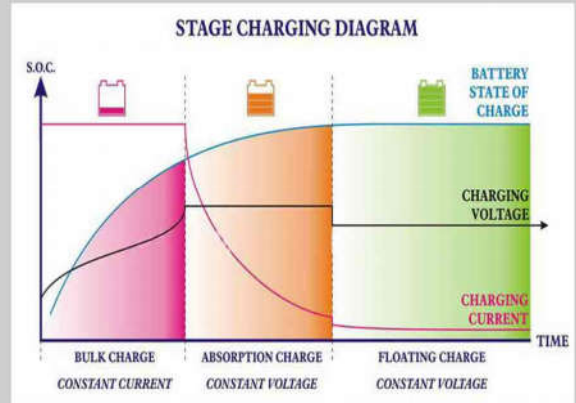 STAGE CHARGING DIAGRAM
S.O.C.
BATTERY
STATE OF
CHARGE
CHARGING
VOLTAGE
CHARGING
CURRENT
TIME
BULK CHARGE
ABSORPTION CHARGE
FLOATING CHARGE
CONSTANT CURRENT
CONSTANT VOLTAGE
CONSTANT VOLTAGE